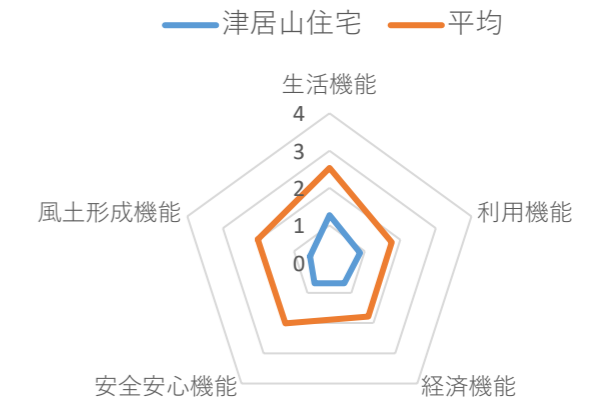 津居山住宅 平均
生活機能
4
3
2
1
0
風土形成機能
利用機能
安全安心機能
経済機能